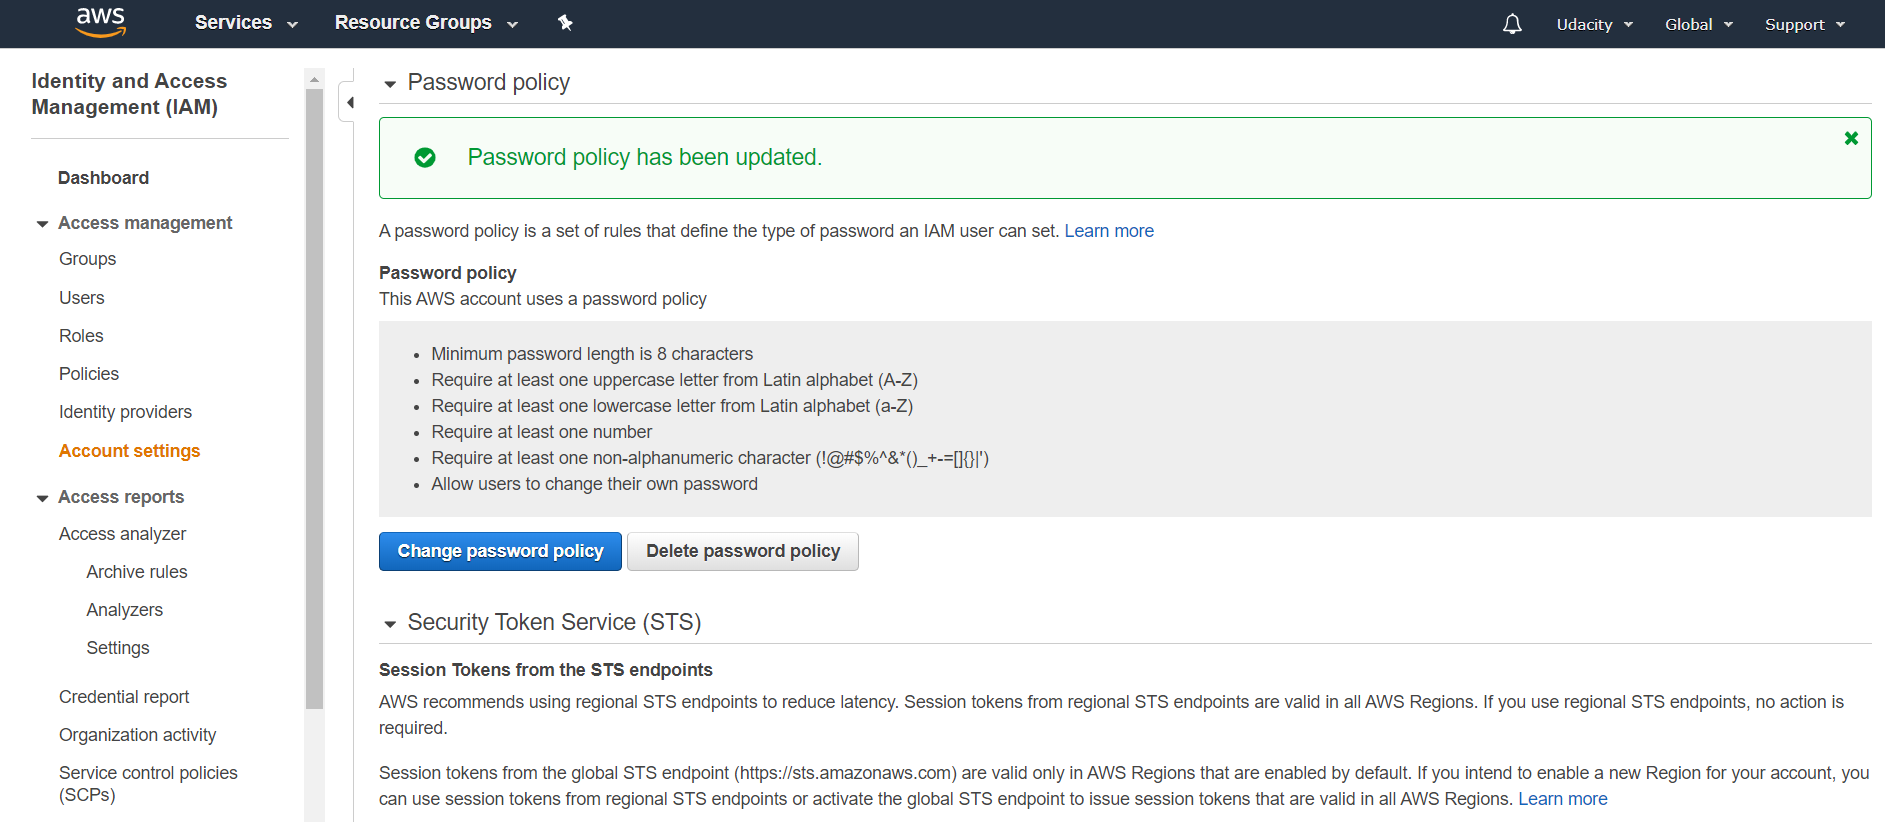 aws
Services
Resource Groups
Udacity
Global
Support
Identity and Access
Management (IAM)
Dashboard
Access management
Groups
Users
Roles
Policies
Identity providers
Account settings
Access reports
Access analyzer
Archive rules
Analyzers
Settings
Credential report
Organization activity
Service control policies
(SCPs)
Password policy
Password policy has been updated.
A password policy is a set of rules that define the type of password an IAM user can set. Learn more
Password policy
This AWS account uses a password policy
• Minimum password length is 8 characters
• Require at least one uppercase letter from Latin alphabet (A-Z)
• Require at least one lowercase letter from Latin alphabet (a-Z)
• Require at least one number
• Require at least one non-alphanumeric character (!@#$%^&*()_+-=[]{}|')
• Allow users to change their own password
Change password policy
Delete password policy
Security Token Service (STS)
Session Tokens from the STS endpoints
AWS recommends using regional STS endpoints to reduce latency. Session tokens from regional STS endpoints are valid in all AWS Regions. If you use regional STS endpoints, no action is
required.
Session tokens from the global STS endpoint (https://sts.amazonaws.com) are valid only in AWS Regions that are enabled by default. If you intend to enable a new Region for your account, you
can use session tokens from regional STS endpoints or activate the global STS endpoint to issue session tokens that are valid in all AWS Regions. Learn more